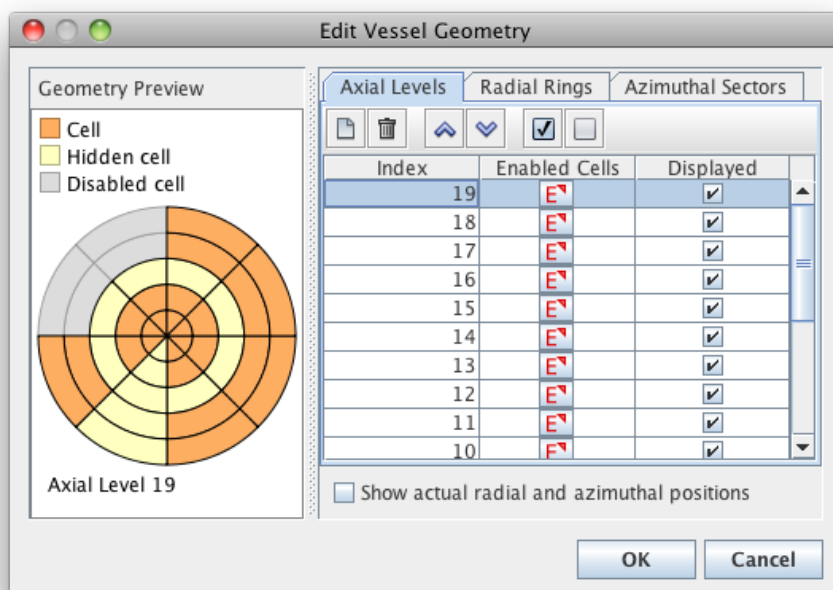 Edit Vessel Geometry
Geometry Preview
Cell
Hidden cell
Disabled cell
Axial Level 19
Axial Levels Radial Rings Azimuthal Sectors
Index Enabled Cells Displayed
19 E
18 E
17 E
16 E
15 E
14 E
13 E
12 E
11 E
10 E
Show actual radial and azimuthal positions
OK Cancel